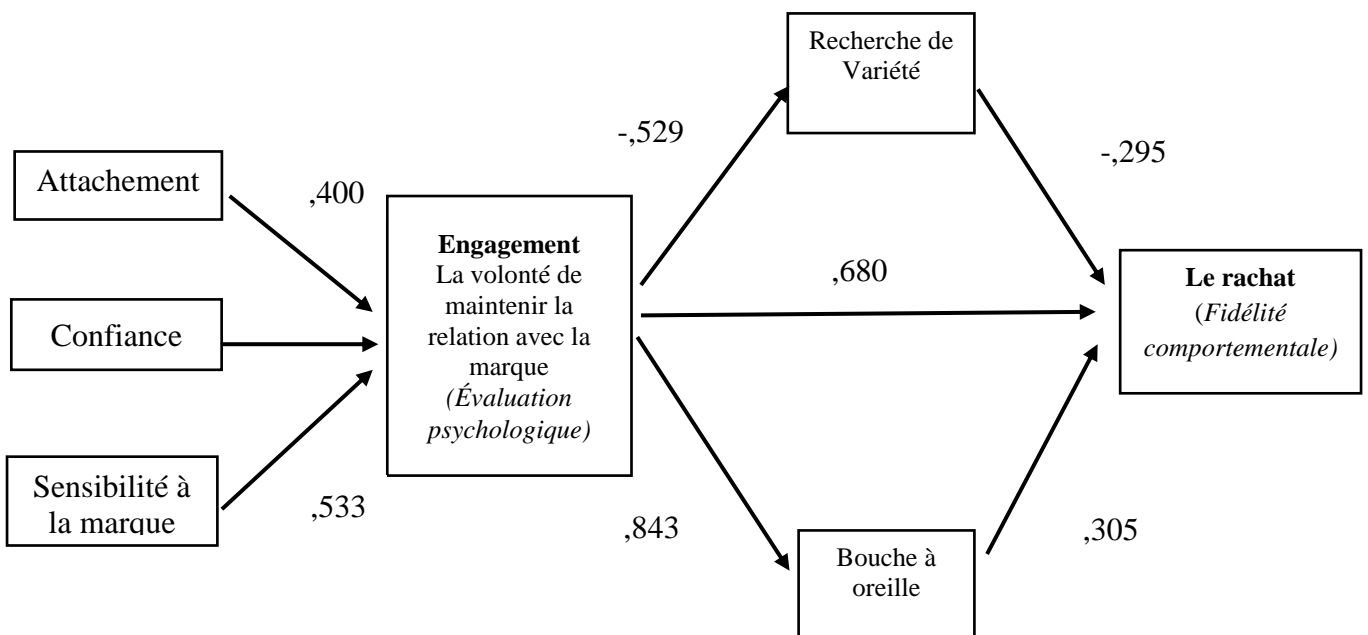 Recherche de
Variété
-,529
-,295
Attachement
,400
Engagement
La volonté de
maintenir la
relation avec la
marque
(Évaluation
psychologique)
,680
Le rachat
(Fidélité
comportementale)
Confiance
Sensibilité à
la marque
,533
,843
,305
Bouche à
oreille